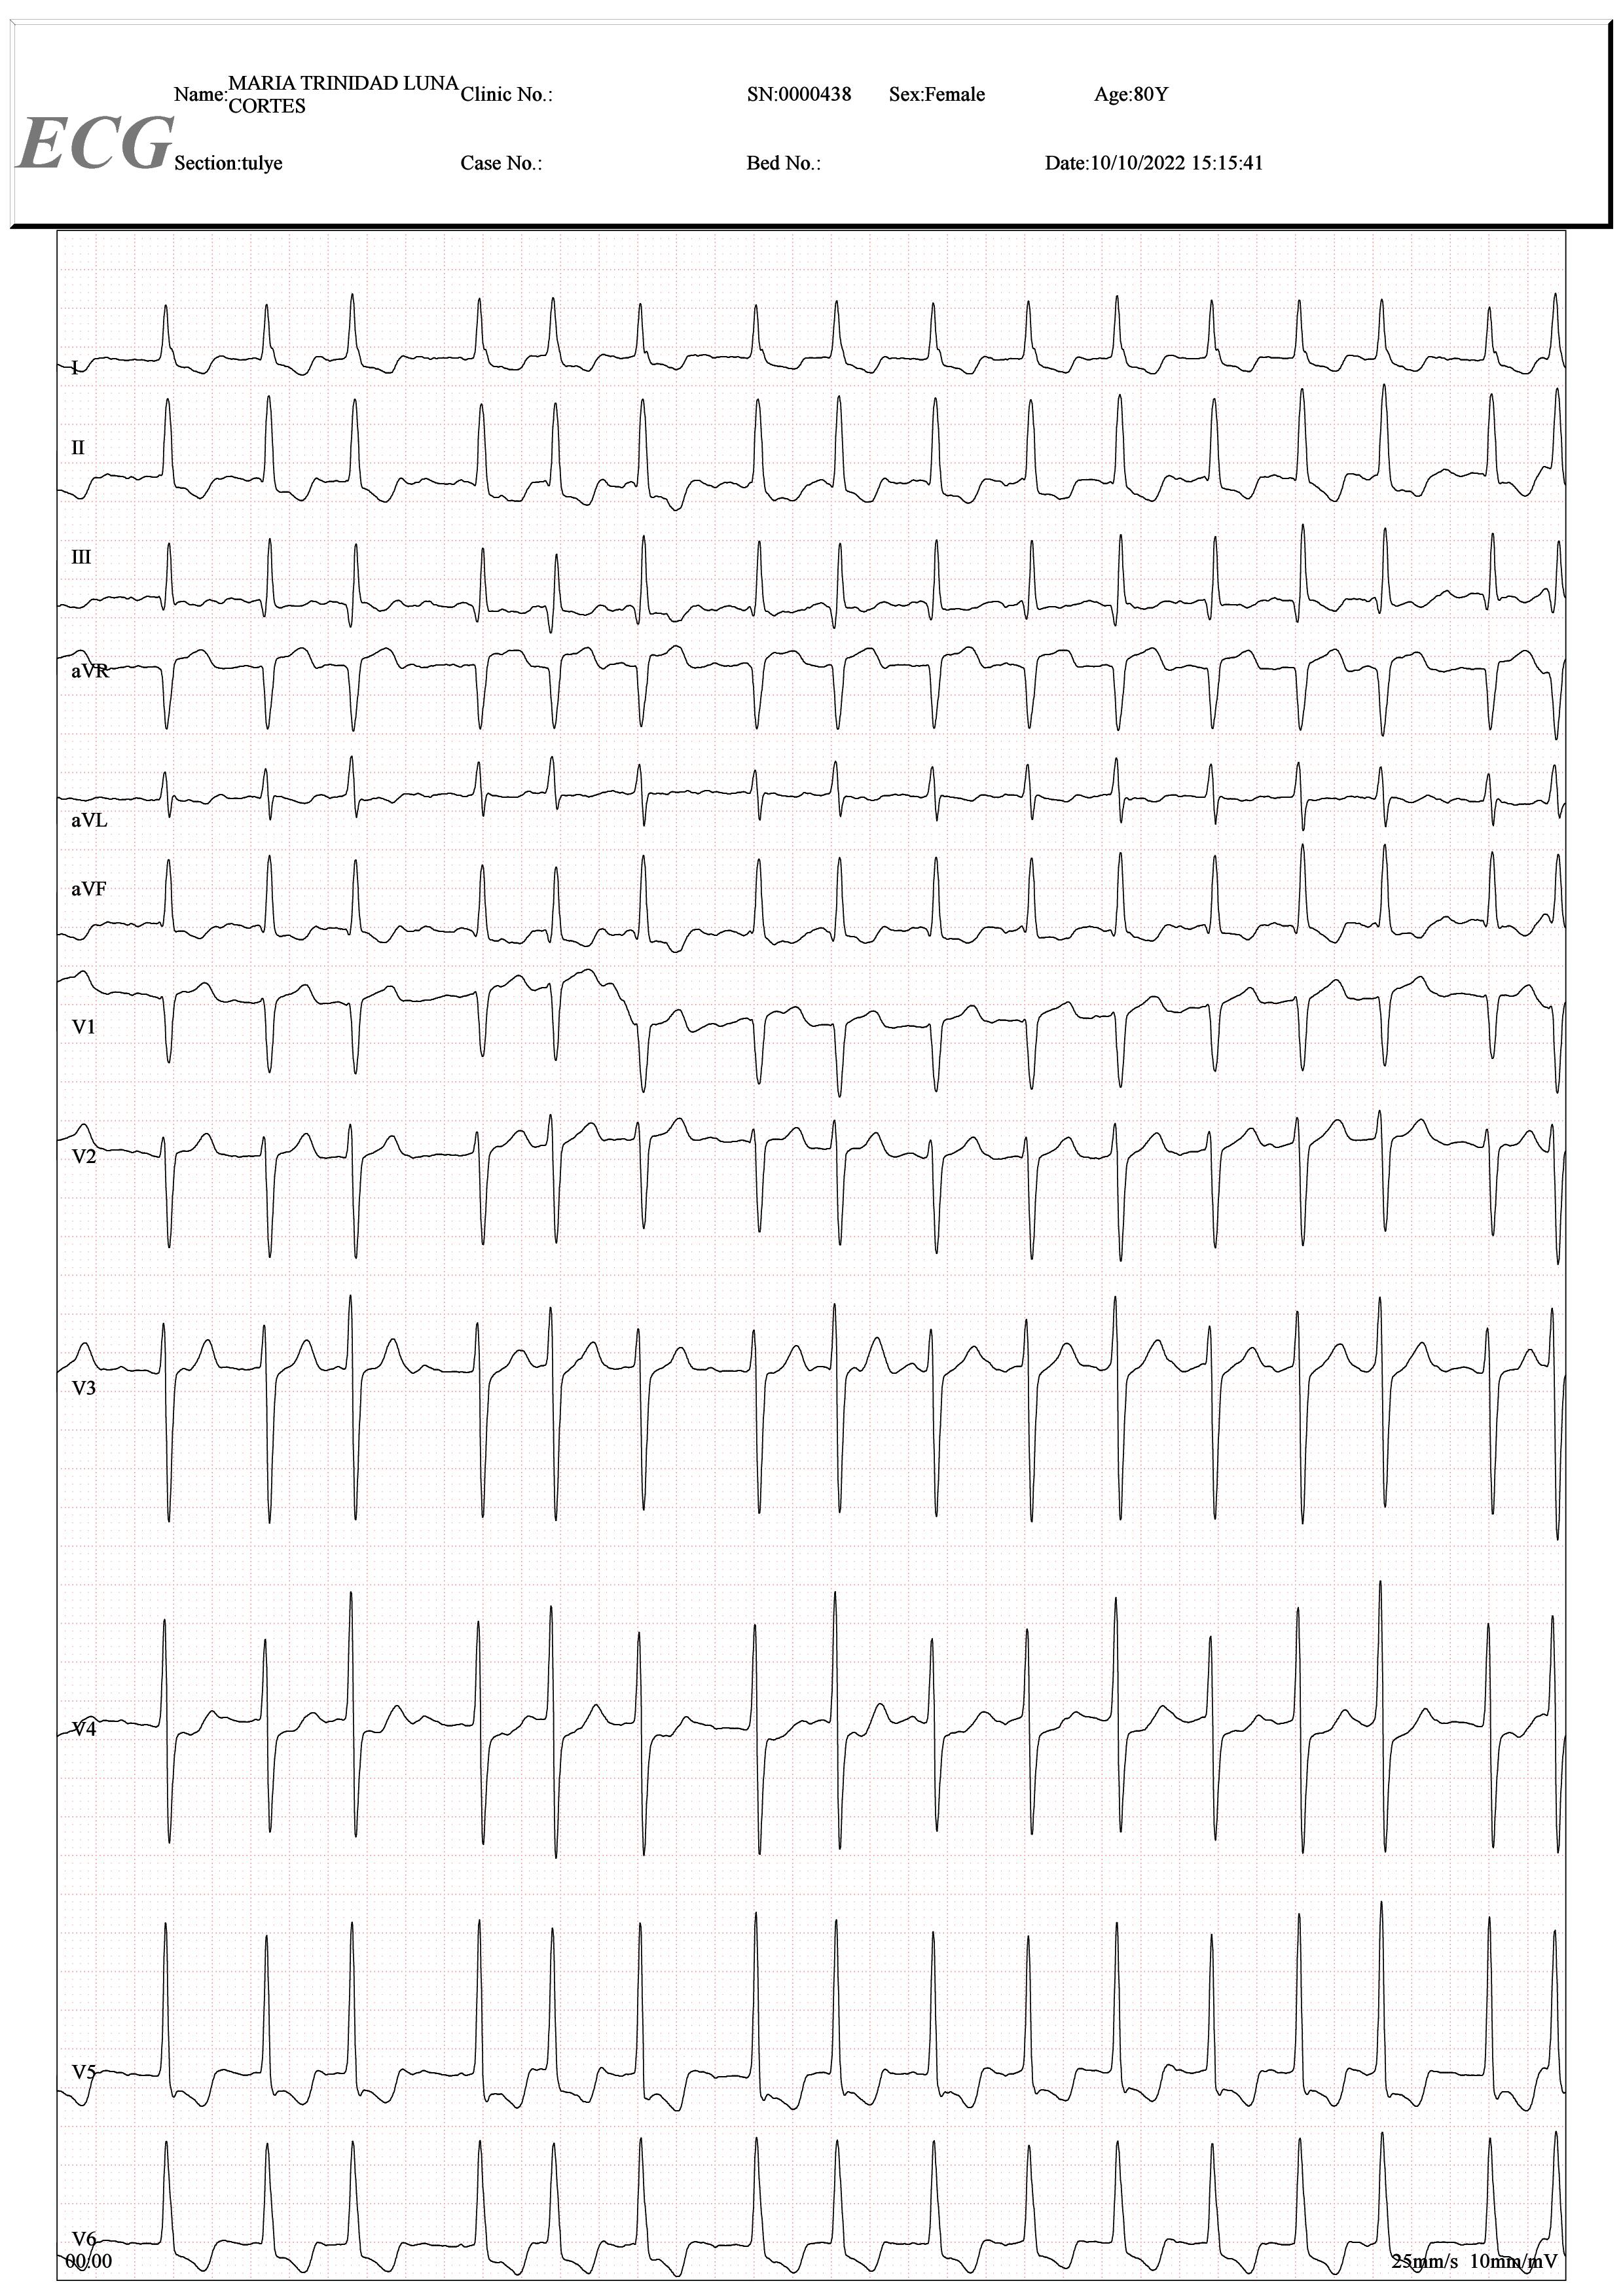 ECG
Name:MARIA TRINIDAD LUNA CORTES
Clinic No.:
SN:0000438
Sex:Female
Age:80Y
Section:tulye
Case No.:
Bed No.:
Date:10/10/2022 15:15:41
I
II
III
aVR
aVL
aVF
V1
V2
V3
V4
V5
V6
00:00
25mm/s 10mm/mV